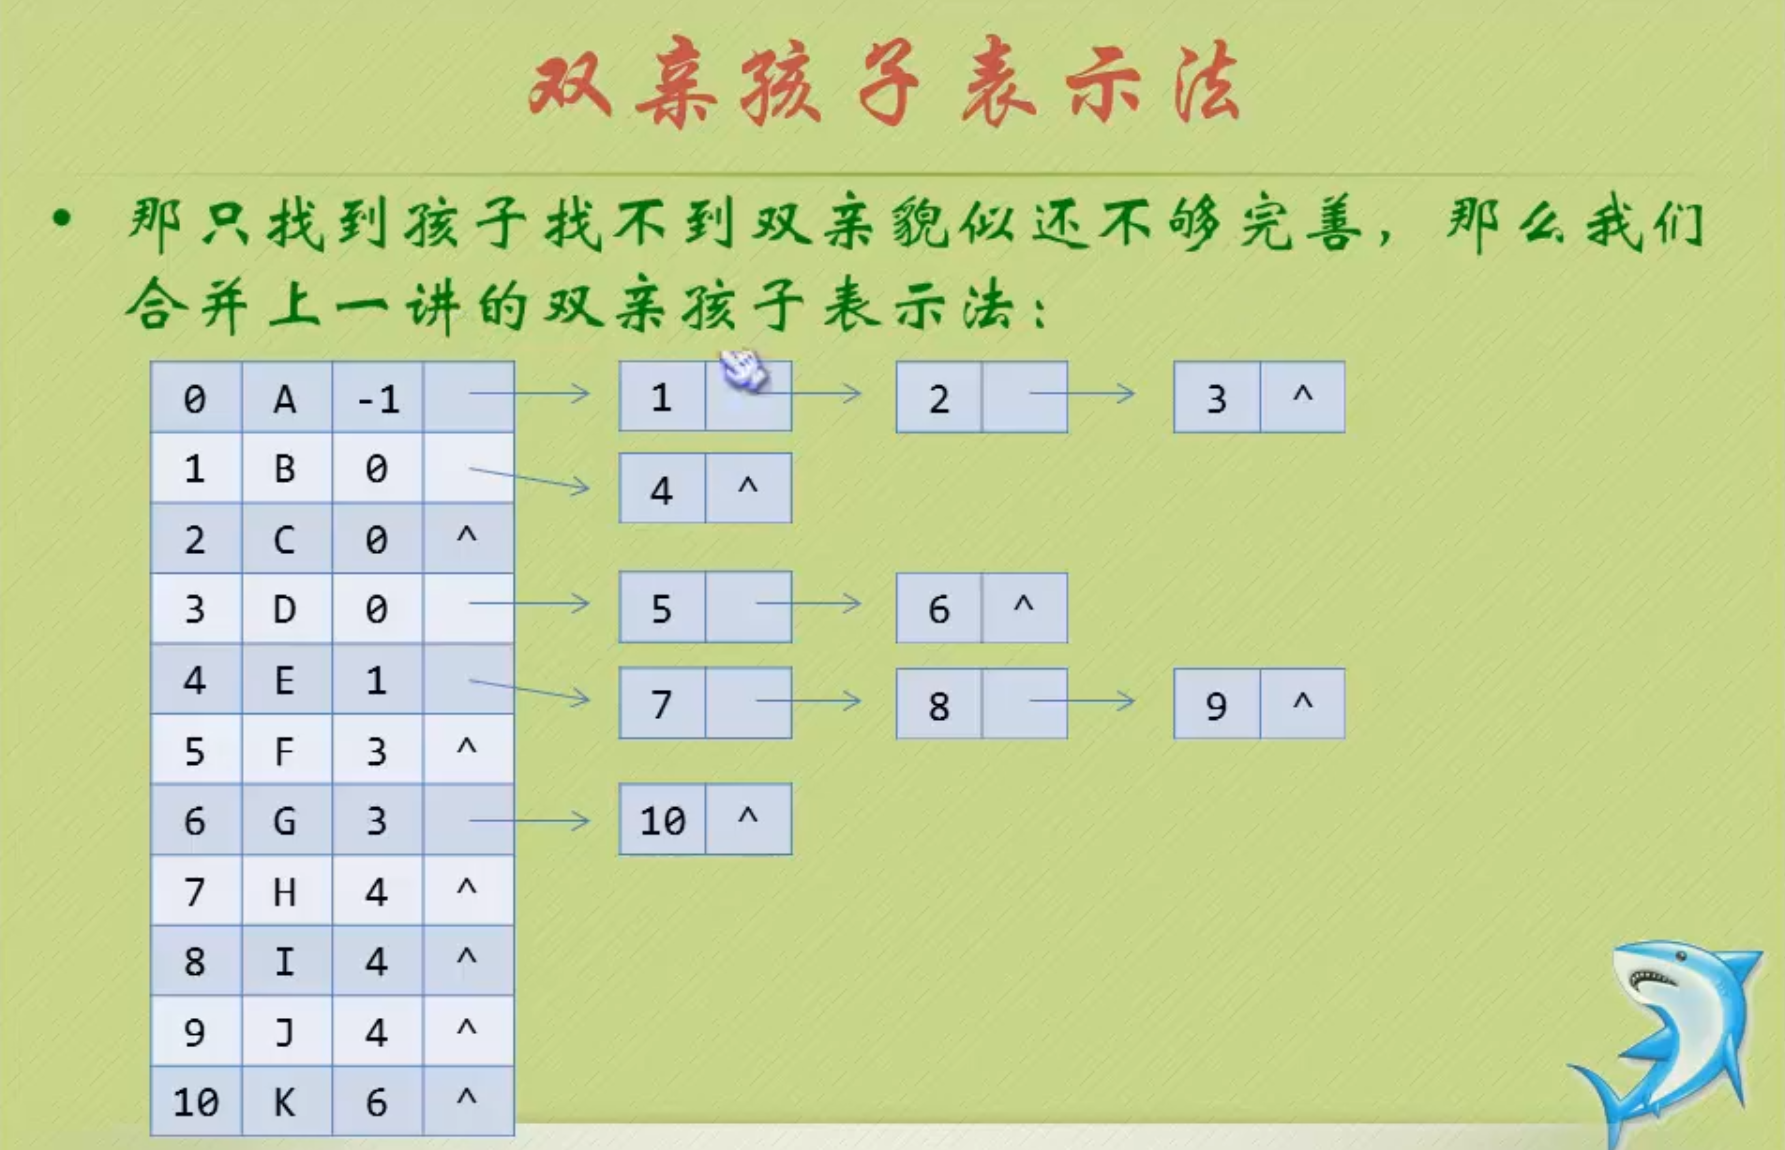 双亲孩子表示法
• 那只找到孩子找不到双亲貌似还不够完善，那么我们
合并上一讲的双亲孩子表示法：
0 A -1 1 2 3 ^
1 B 0 4 ^
2 C 0 ^
3 D 0 5 6 ^
4 E 1 7 8 9 ^
5 F 3 ^
6 G 3 10 ^
7 H 4 ^
8 I 4 ^
9 J 4 ^
10 K 6 ^